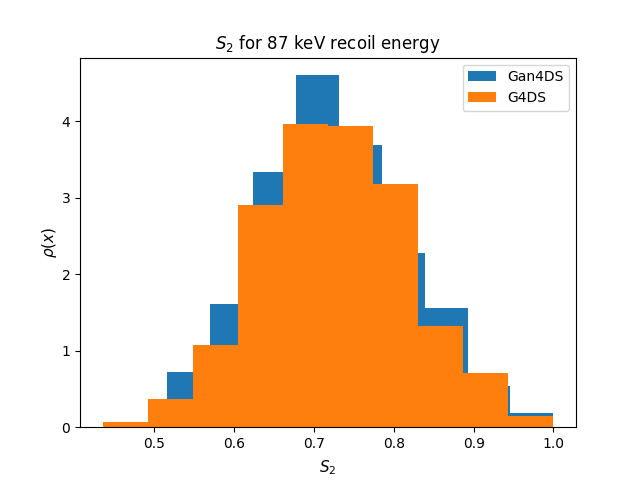 S₂ for 87 keV recoil energy
Gan4DS
G4DS
ρ(x)
4
3
2
1
0
0.5 0.6 0.7 0.8 0.9 1.0
S₂